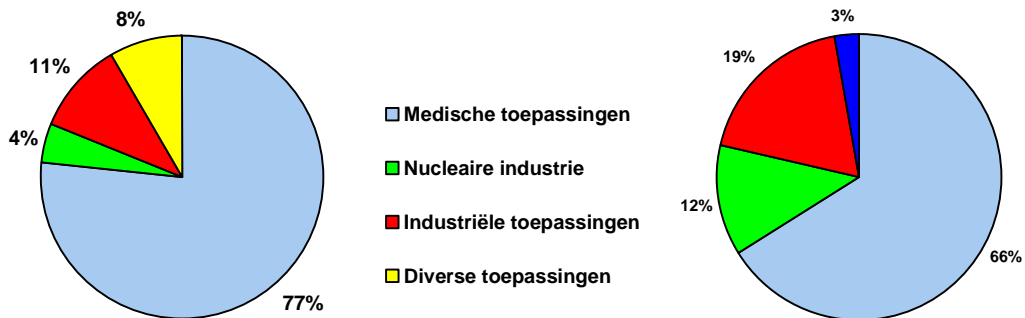 8%
11%
4%
77%
Medische toepassingen
Nucleaire industrie
Industriële toepassingen
Diverse toepassingen
3%
19%
12%
66%